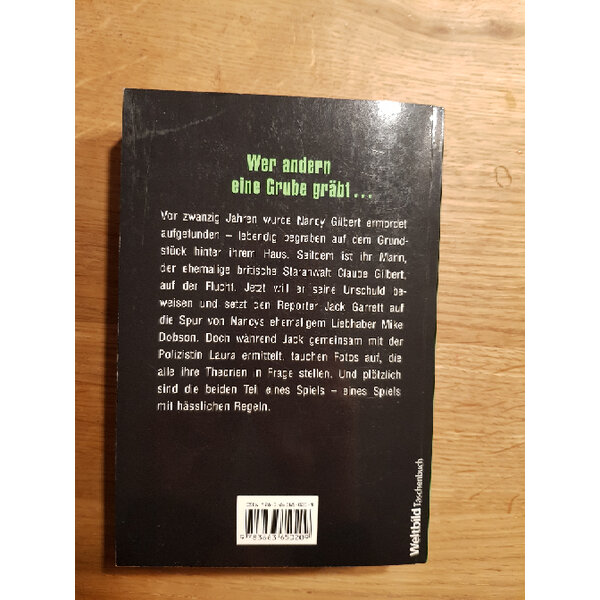 Wer andern
eine Grube gräbt ...
Vor zwanzig Jahren wurde Nancy Gilbert ermordet
aufgefunden – lebendig begraben auf dem Grund-
stück hinter ihrem Haus. Seitdem ist ihr Mann,
der ehemalige britische Staranwalt Claude Gilbert,
auf der Flucht. Jetzt will er seine Unschuld be-
weisen und setzt den Reporter Jack Garrett auf
die Spur von Nancys ehemaligem Liebhaber Mike
Dobson. Doch während Jack gemeinsam mit der
Polizistin Laura ermittelt, tauchen Fotos auf, die
alle ihre Theorien in Frage stellen. Und plötzlich
sind die beiden Teil eines Spiels – eines Spiels
mit hässlichen Regeln.
Weltbild Taschenbuch